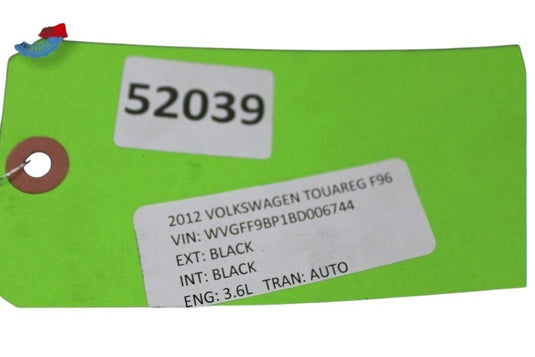 52039
2012 VOLKSWAGEN TOUAREG F96
VIN: WVGFF9BP1BD006744
EXT: BLACK
INT: BLACK
ENG: 3.6L TRAN: AUTO